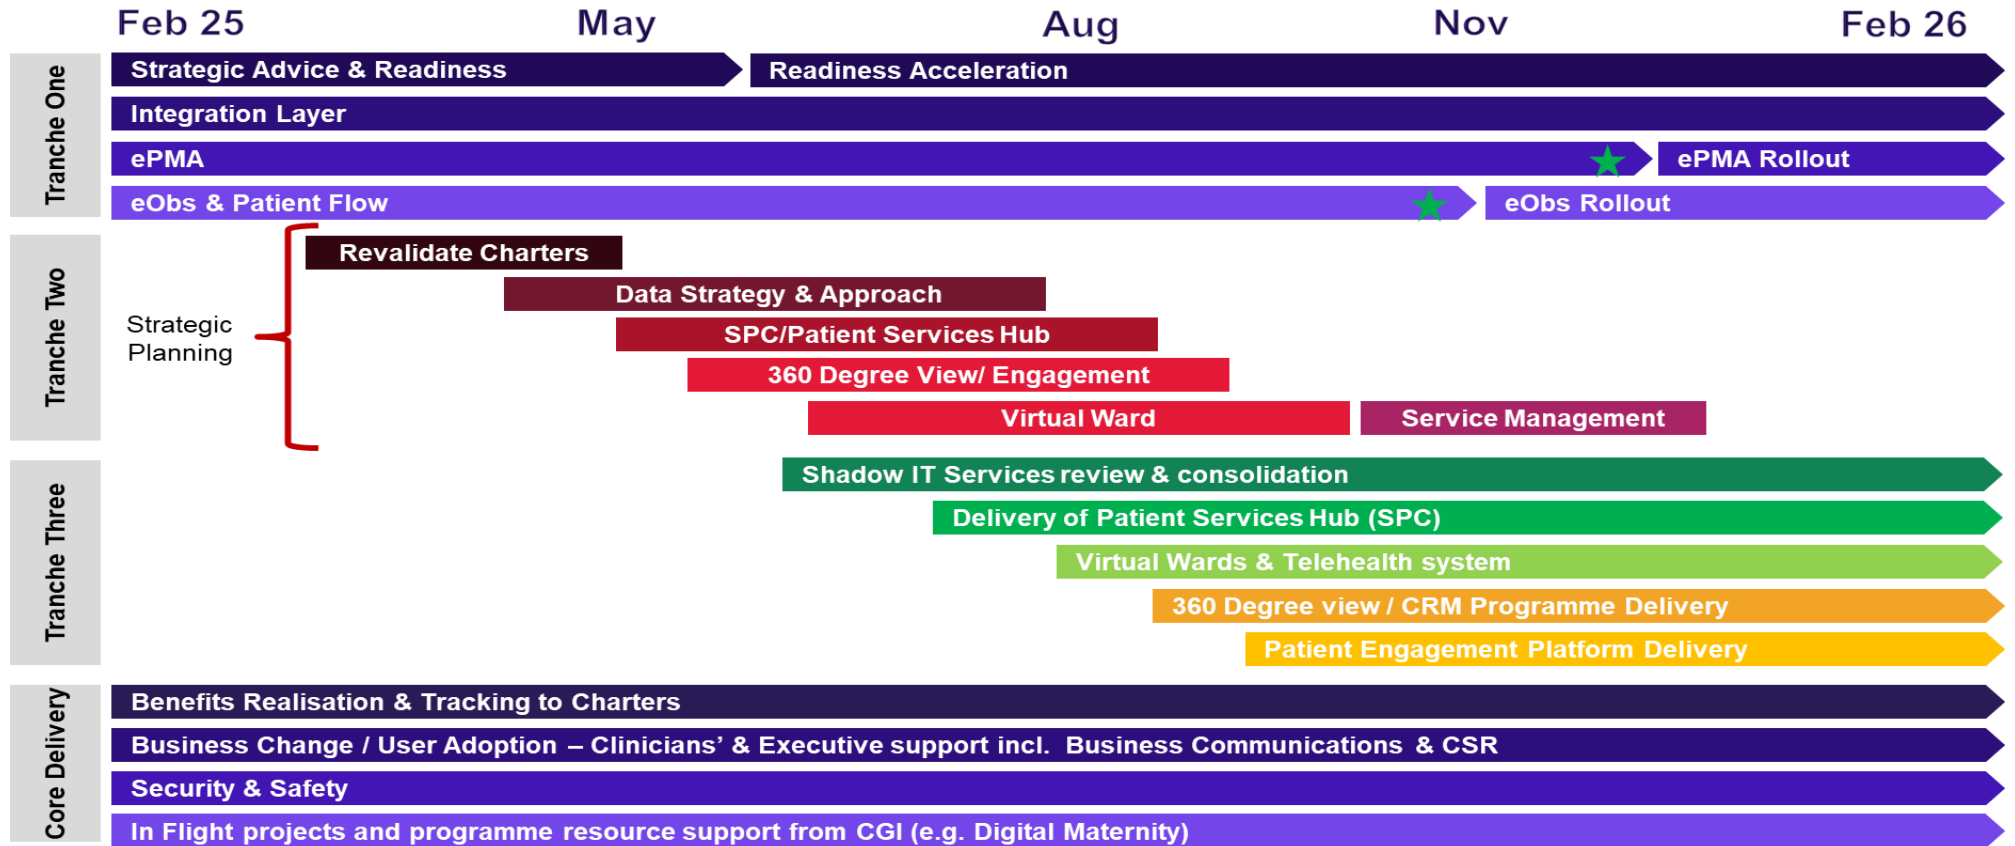 Feb 25 May Aug Nov Feb 26
Tranche One
Strategic Advice & Readiness
Readiness Acceleration
Integration Layer
ePMA
ePMA Rollout
eObs & Patient Flow
eObs Rollout
Tranche Two
Strategic
Planning
Revalidate Charters
Data Strategy & Approach
SPC/Patient Services Hub
360 Degree View/ Engagement
Virtual Ward
Service Management
Tranche Three
Shadow IT Services review & consolidation
Delivery of Patient Services Hub (SPC)
Virtual Wards & Telehealth system
360 Degree view / CRM Programme Delivery
Patient Engagement Platform Delivery
Core Delivery
Benefits Realisation & Tracking to Charters
Business Change / User Adoption – Clinicians’ & Executive support incl. Business Communications & CSR
Security & Safety
In Flight projects and programme resource support from CGI (e.g. Digital Maternity)